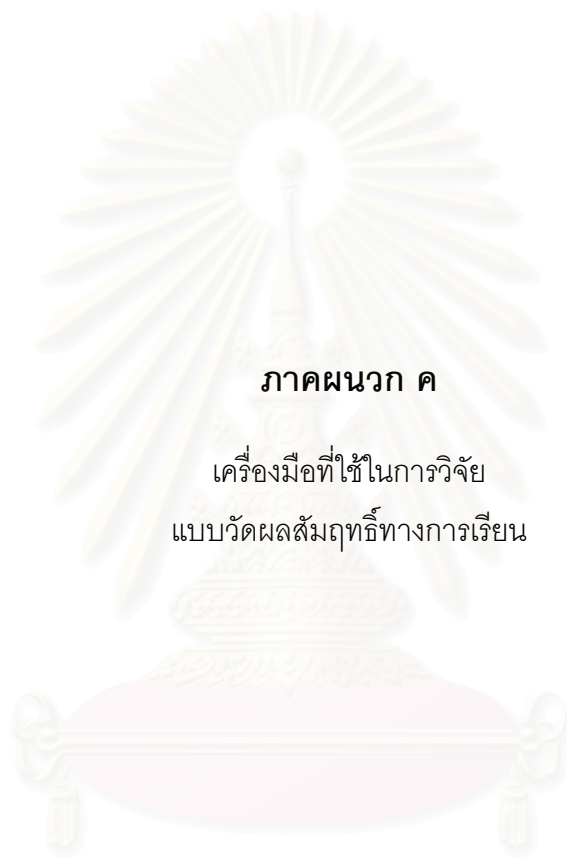 ภาคผนวก ค
เครื่องมือที่ใช้ในการวิจัย
แบบวัดผลสัมฤทธิ์ทางการเรียน